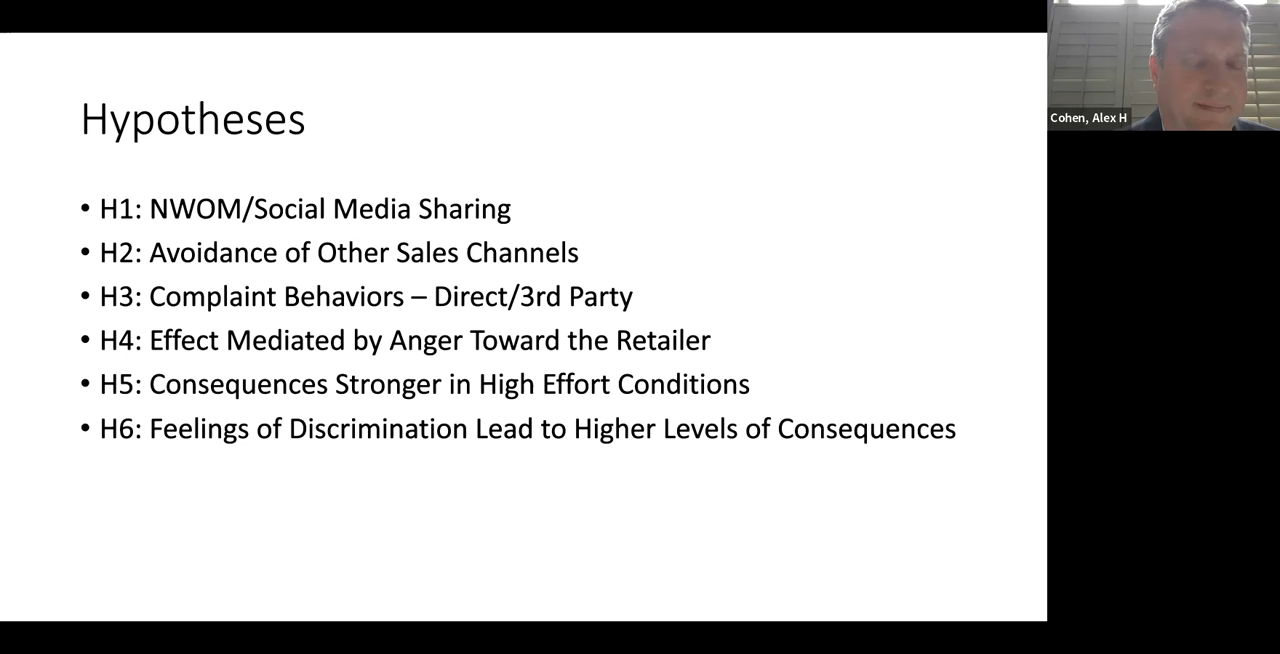 Hypotheses
• H1: NWOM/Social Media Sharing
• H2: Avoidance of Other Sales Channels
• H3: Complaint Behaviors – Direct/3rd Party
• H4: Effect Mediated by Anger Toward the Retailer
• H5: Consequences Stronger in High Effort Conditions
• H6: Feelings of Discrimination Lead to Higher Levels of Consequences
Cohen, Alex H